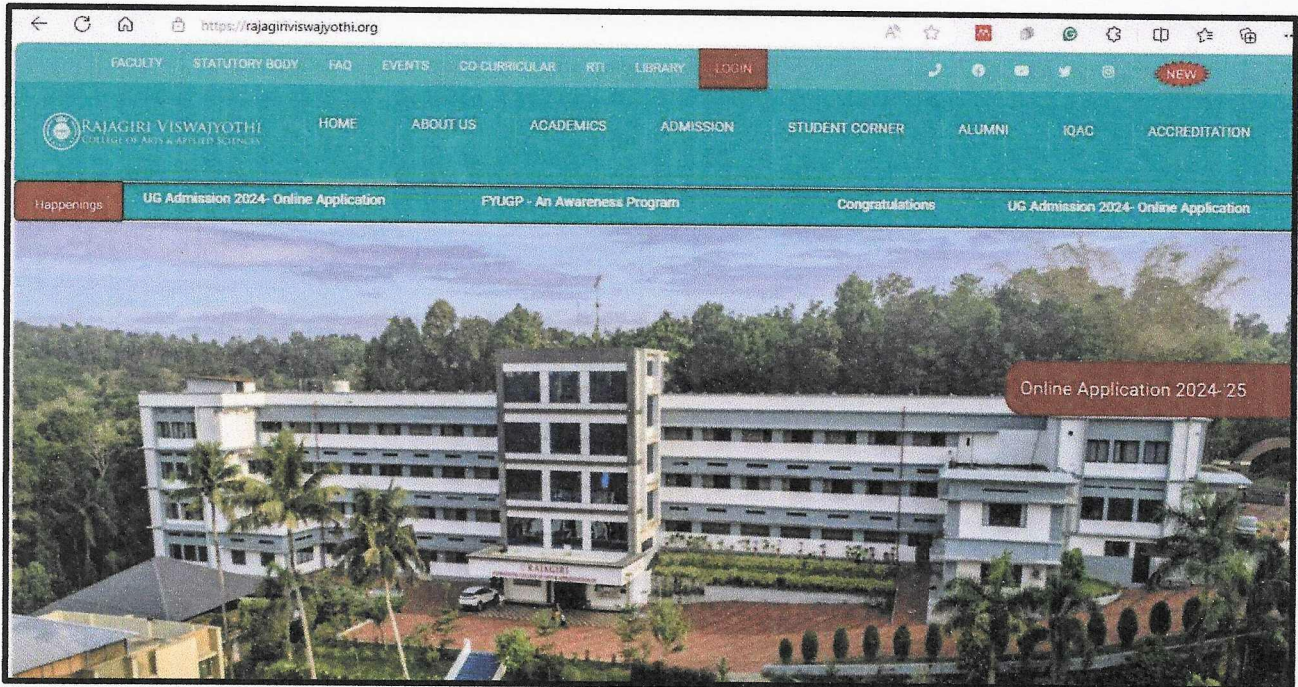 https://rajagiriviswajyothi.org
FACULTY STATUTORY BODY FAQ EVENTS CO-CURRICULAR RTI LIBRARY LOGIN NEW
RAJAGIRI VISWAJYOTHI
COLLEGE OF ARTS & APPLIED SCIENCES
HOME ABOUT US ACADEMICS ADMISSION STUDENT CORNER ALUMNI IQAC ACCREDITATION
Happenings UG Admission 2024- Online Application FYUGP - An Awareness Program Congratulations UG Admission 2024- Online Application
Online Application 2024-'25
RAJAGIRI